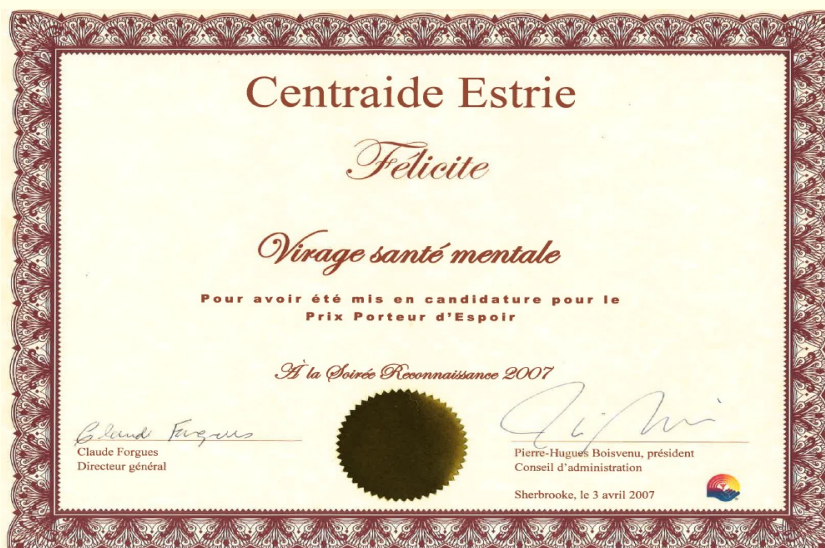 Centraide Estrie
Félicite
Virage santé mentale
Pour avoir été mis en candidature pour le
Prix Porteur d'Espoir
À la Soirée Reconnaissance 2007
Claude Forgues
Claude Forgues
Directeur général
Pierre-Hugues Boisvenu, président
Conseil d'administration
Sherbrooke, le 3 avril 2007